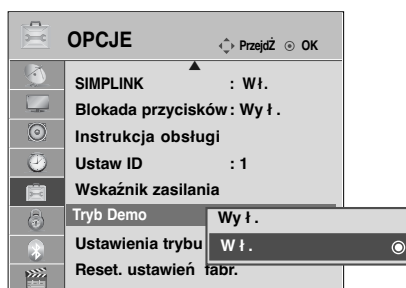 OPCJE
PrzejdŹ OK
SIMPLINK : Wł.
Blokada przycisków : Wy ł .
Instrukcja obsługi
Ustaw ID : 1
Wskaźnik zasilania
Tryb Demo
Wy ł .
W ł .
Ustawienia trybu
Reset. ustawień fabr.